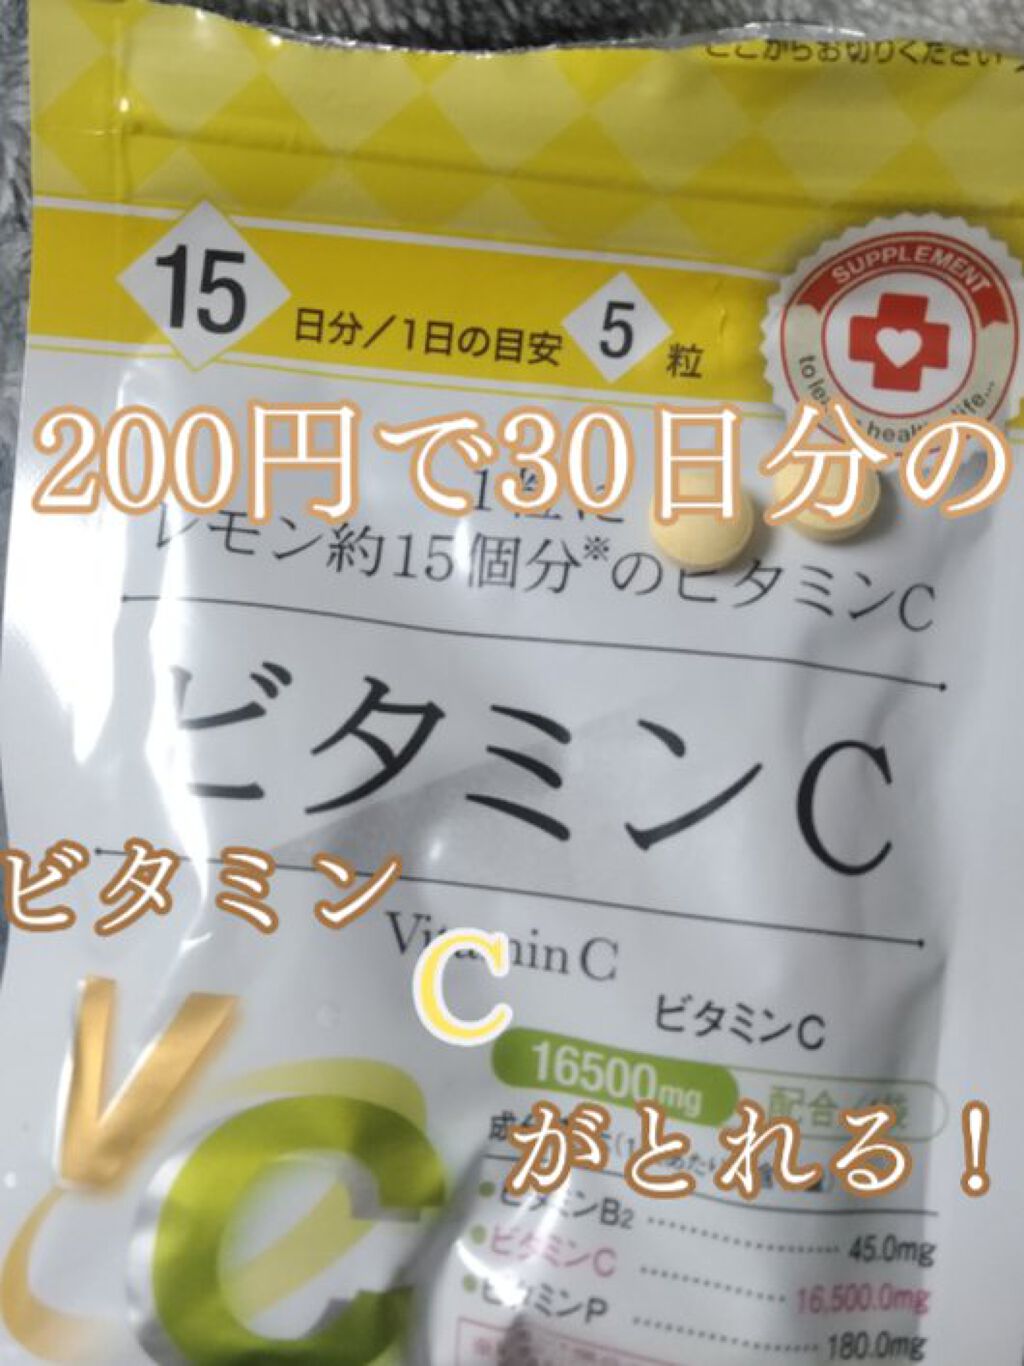 ここからお切りください
15日分/1日の目安5粒
SUPPLEMENT
200円で30日分の
レモン約15個分※のビタミンC
ビタミンC
ビタミン
C
Vitamin C
ビタミンC
16500mg 配合/1袋
がとれる！
ビタミンB2 45.0mg
ビタミンC 16,500.0mg
ビタミンP 180.0mg